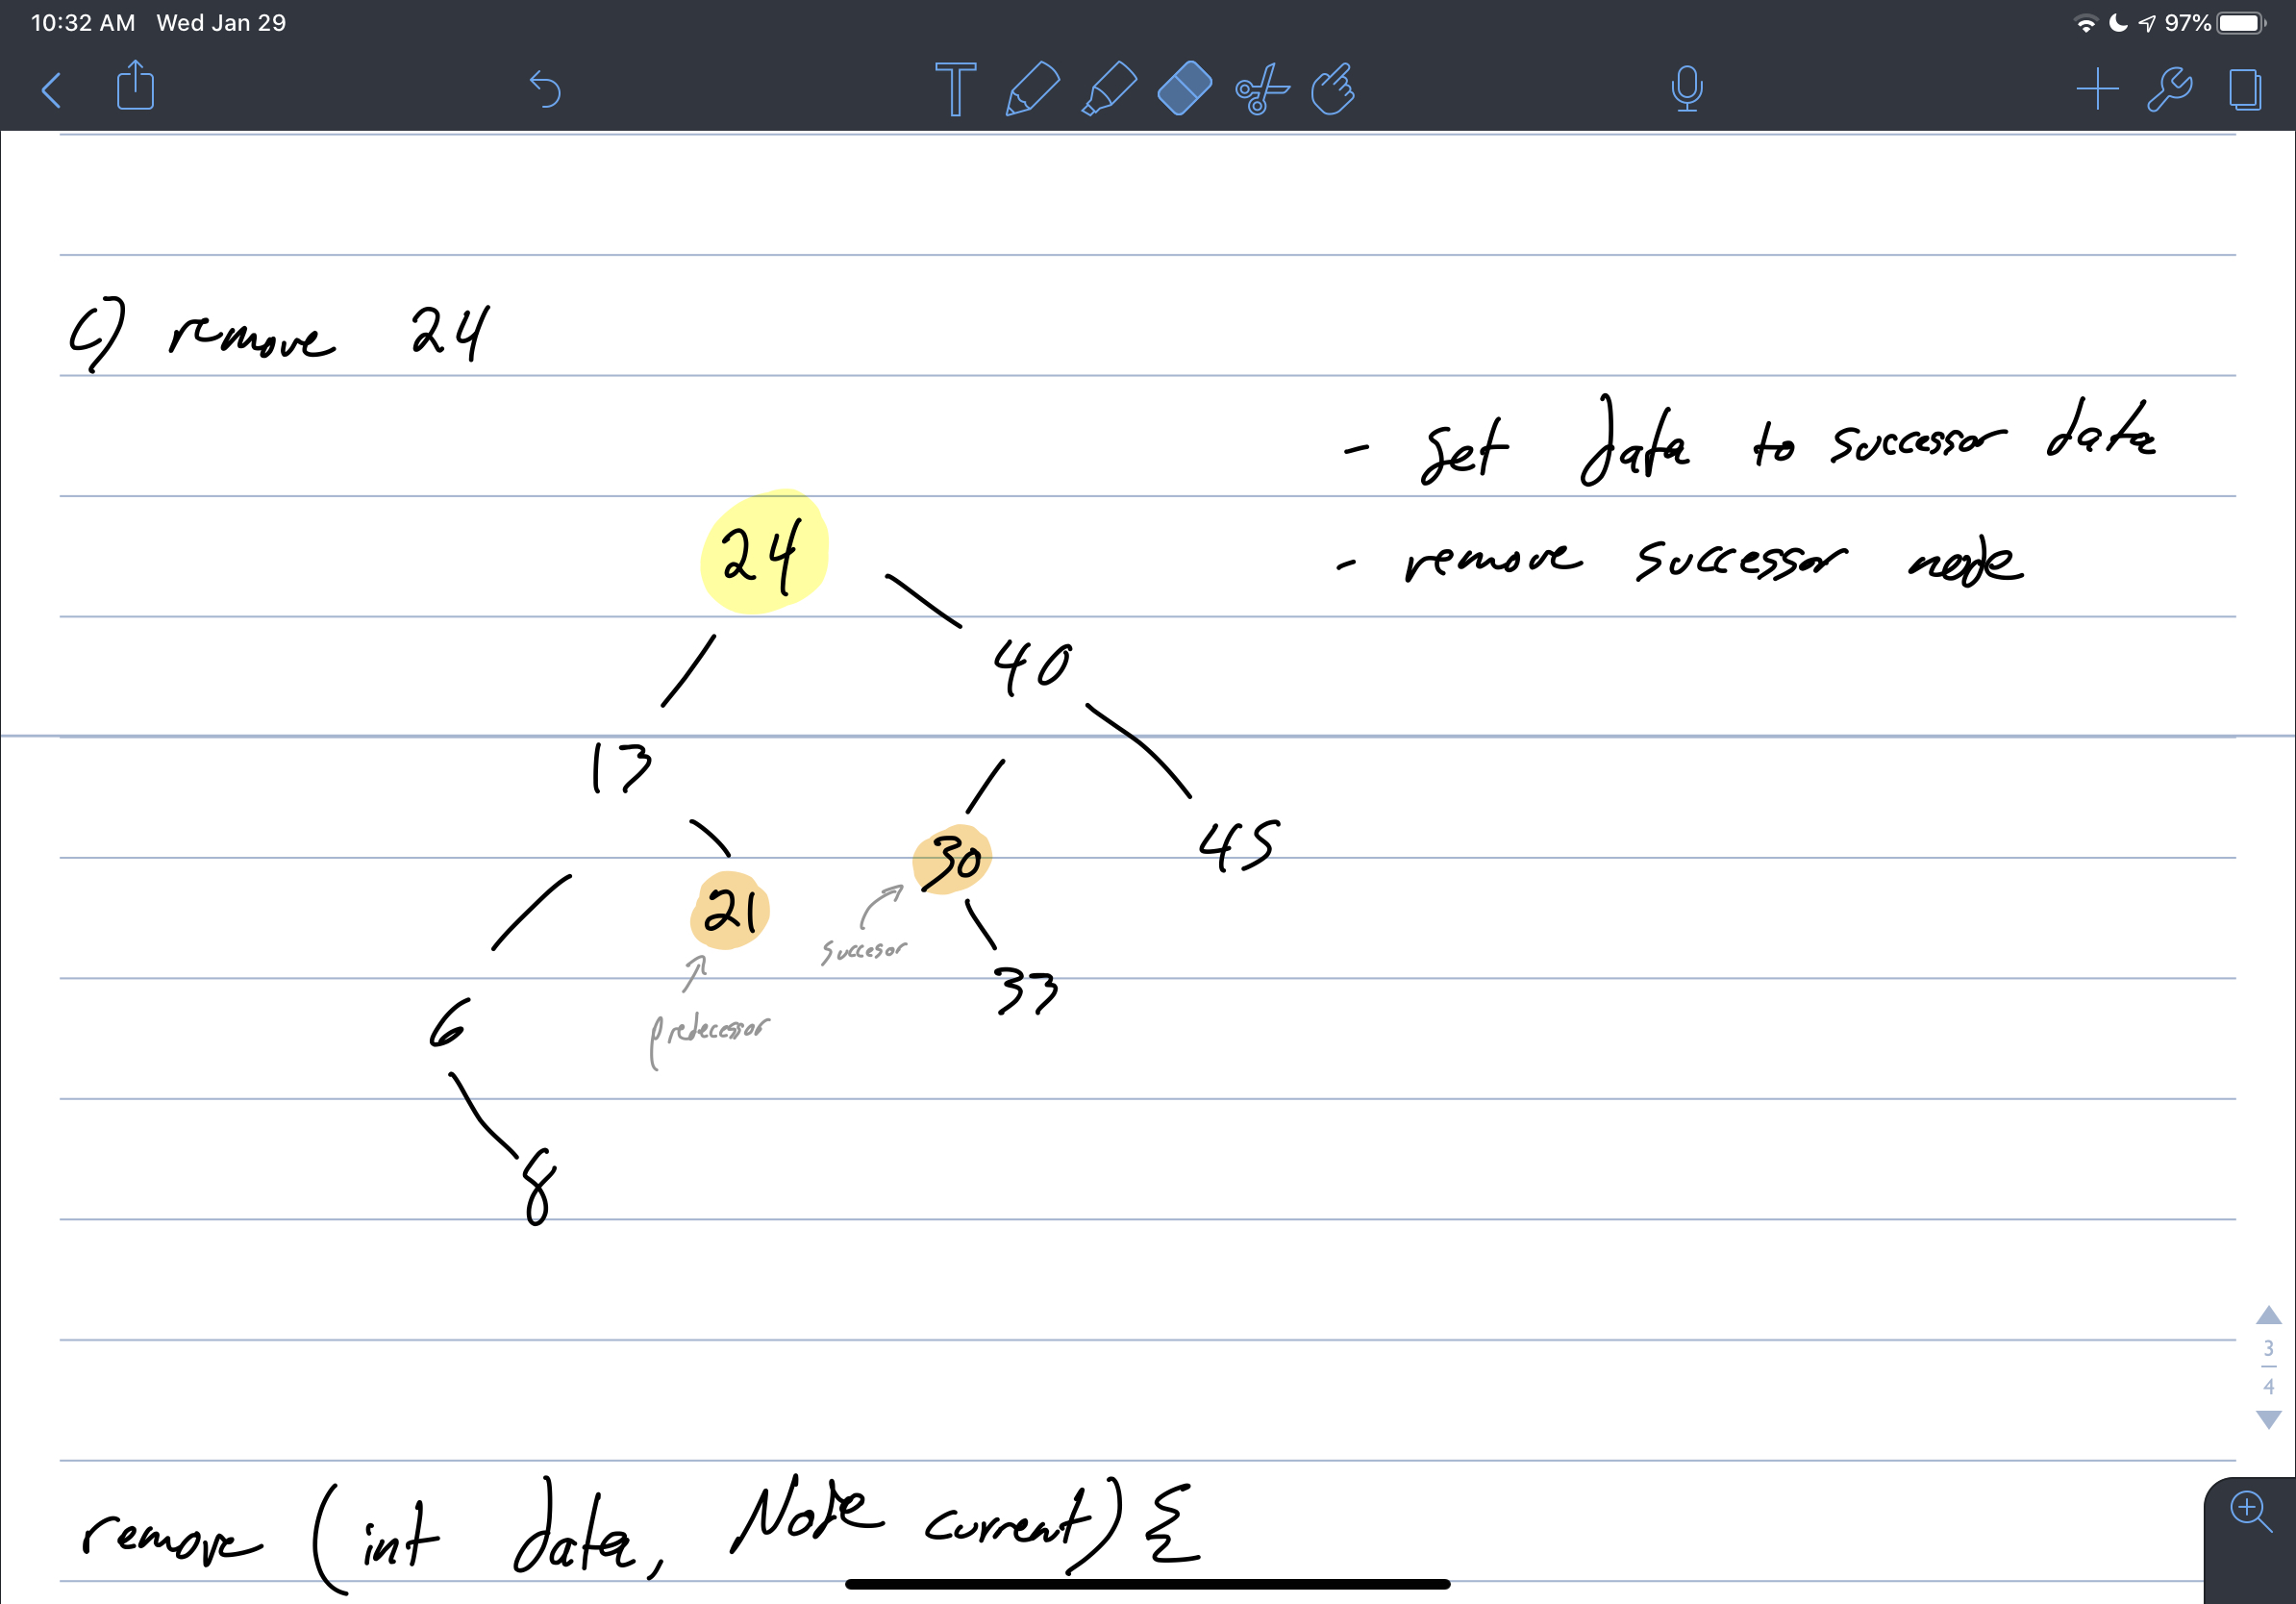 10:32 AM Wed Jan 29
97%
C) remove 24
- Set Data to successor data
- remove successor node
24
40
13
30
45
21
succesor
33
6
predecessor
8
3
4
remove (int data, Node current) {